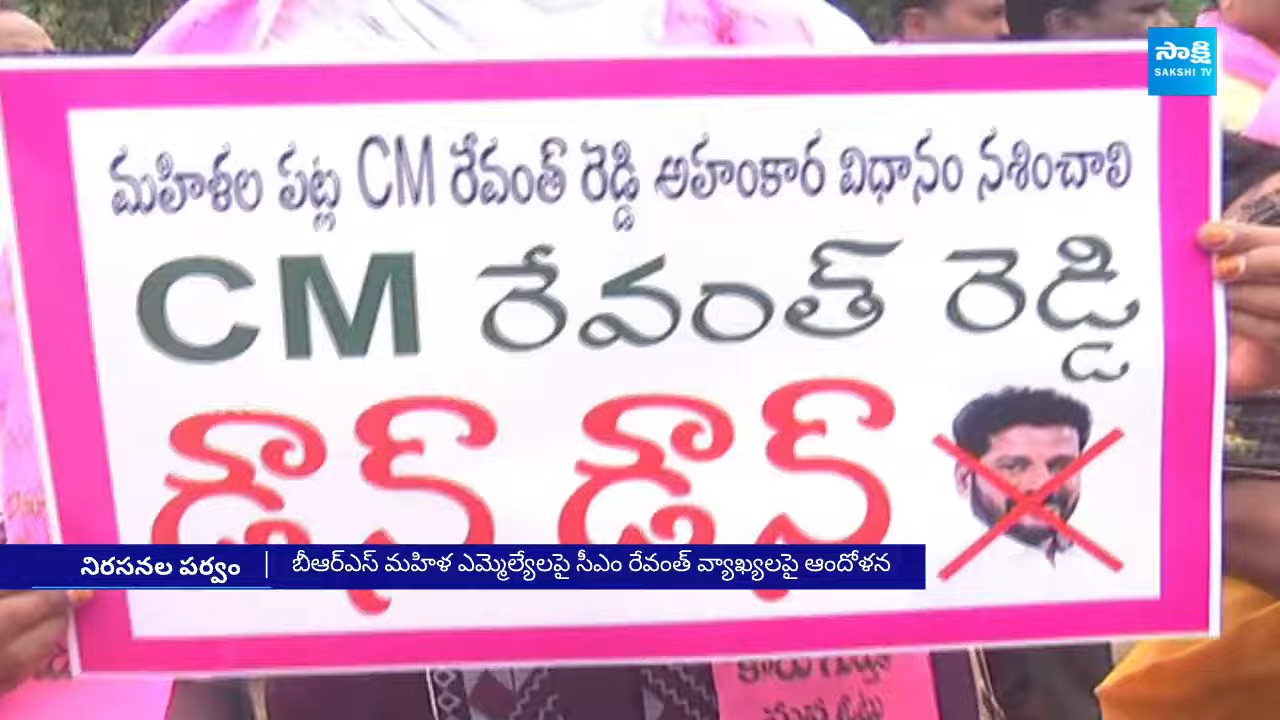 సాక్షి
SAKSHI TV
మహిళల పట్ల CM రేవంత్ రెడ్డి అహంకార విధానం నశించాలి
CM రేవంత్ రెడ్డి
డౌన్ డౌన్
నిరసనల పర్వం | బీఆర్ఎస్ మహిళ ఎమ్మెల్యేలపై సీఎం రేవంత్ వ్యాఖ్యలపై ఆందోళన
కారు గుర్తుకే